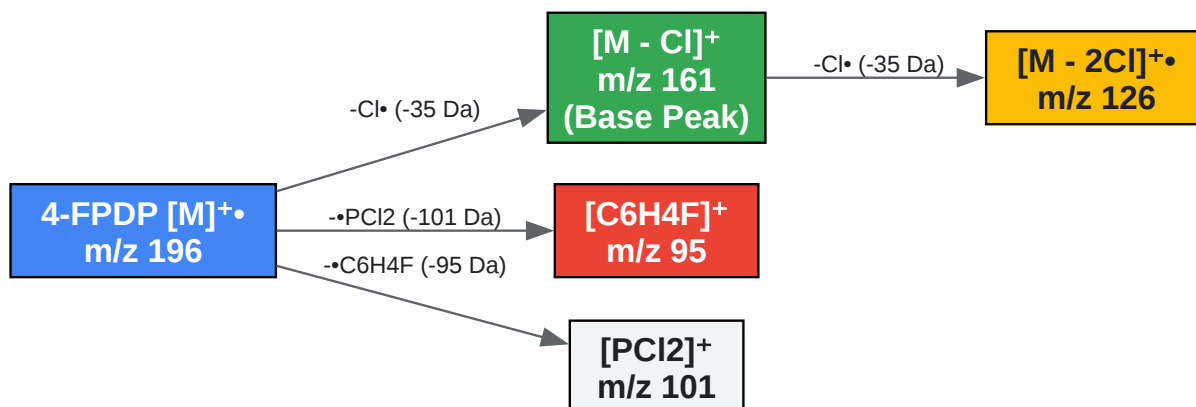 [M - Cl]⁺
m/z 161
(Base Peak)
-Cl• (-35 Da)
[M - 2Cl]⁺•
m/z 126
-Cl• (-35 Da)
4-FPDP [M]⁺•
m/z 196
-•PCl2 (-101 Da)
[C6H4F]⁺
m/z 95
-•C6H4F (-95 Da)
[PCl2]⁺
m/z 101